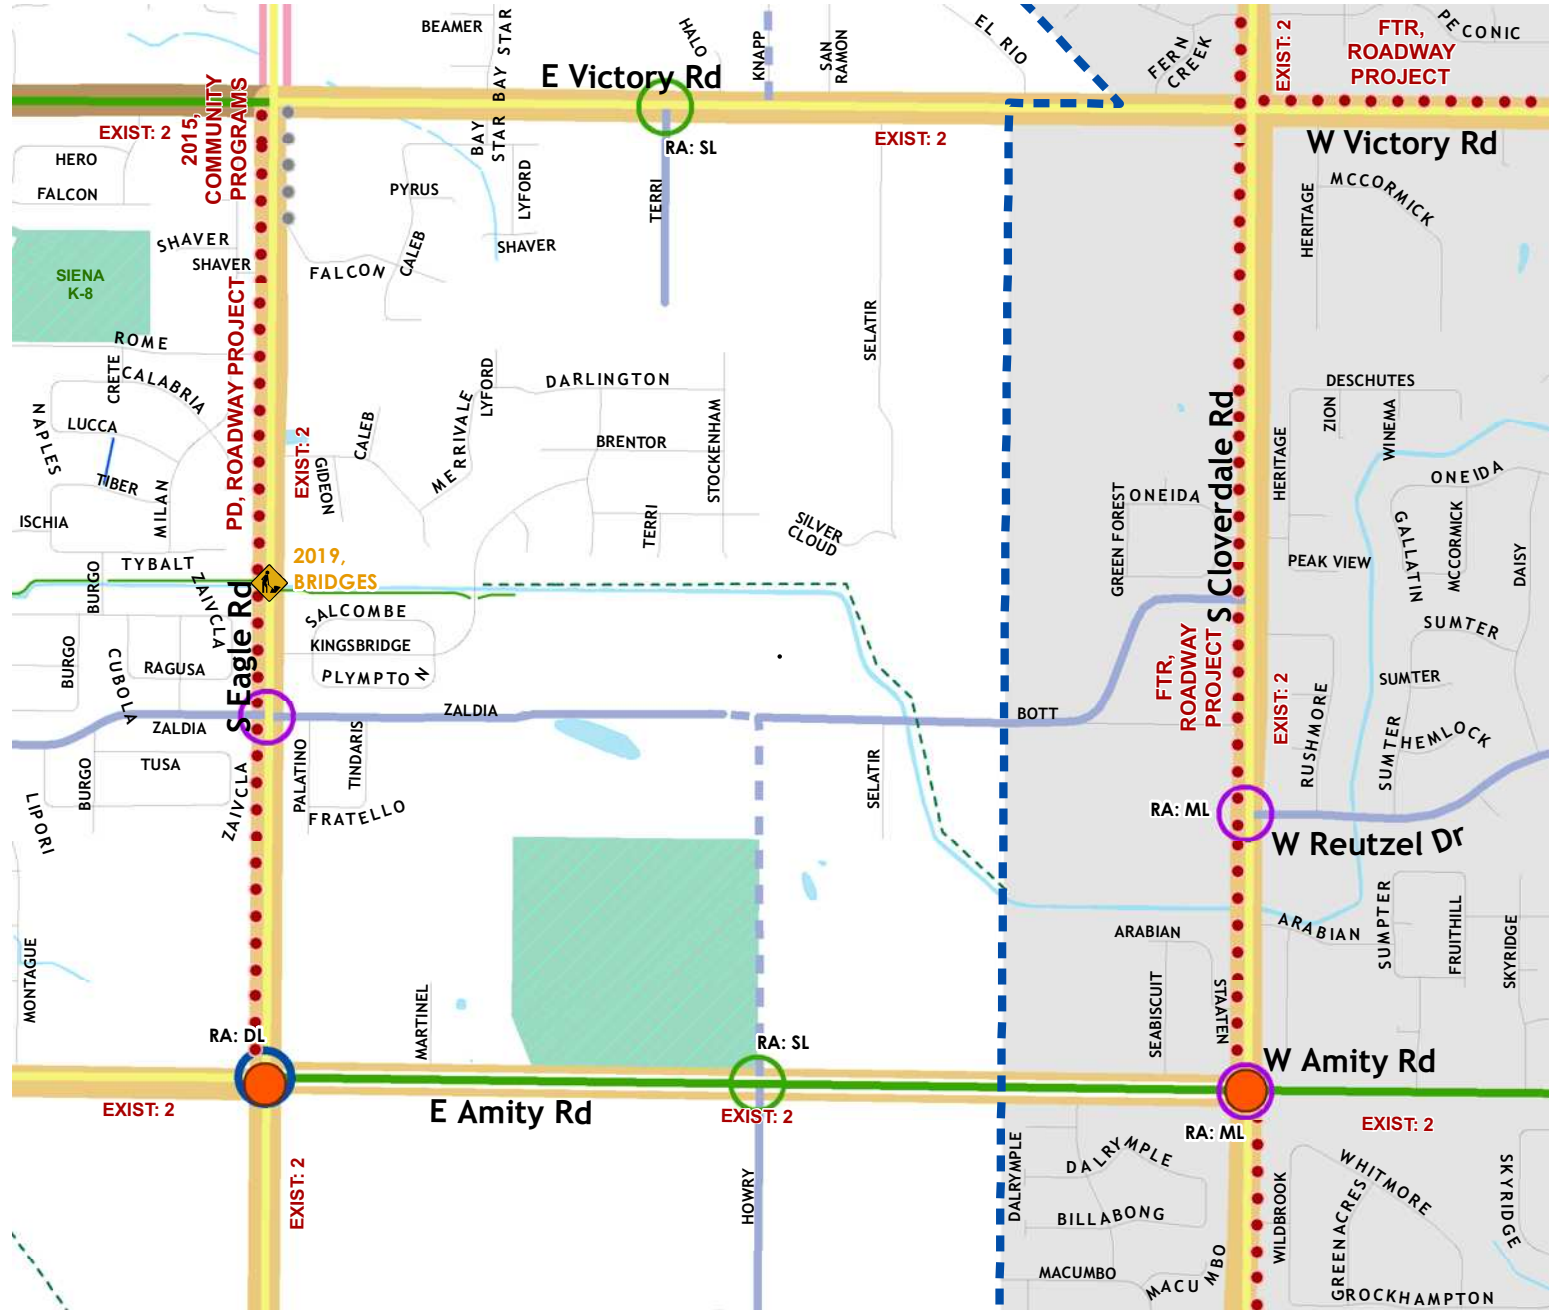 BEAMER
BAY STAR
HALO
KNAPP
SAN
RAMON
EL RIO
FERN
CREEK
EXIST: 2
FTR,
ROADWAY
PROJECT
PECONIC
E Victory Rd
EXIST: 2
2015,
COMMUNITY
PROGRAMS
BAY
STAR
RA: SL
EXIST: 2
W Victory Rd
HERO
FALCON
PYRUS
LYFORD
TERRI
HERITAGE
MCCORMICK
SHAVER
SHAVER
FALCON
CALEB
SHAVER
SIENA
K-8
PD, ROADWAY PROJECT
SELATIR
ROME
CRETE
CALABRIA
LYFORD
DARLINGTON
DESCHUTES
NAPLES
LUCCA
EXIST: 2
CALEB
MERRIVALE
BRENTOR
STOCKENHAM
S Cloverdale Rd
HERITAGE
ZION
WINEMA
TIBER
MILAN
GIDEON
ONEIDA
ONEIDA
GREEN FOREST
GALLATIN
MCCORMICK
DAISY
ISCHIA
TERRI
SILVER
CLOUD
PEAK VIEW
TYBALT
BURGO
2019,
BRIDGES
ZAIVCLA
S Eagle Rd
SALCOMBE
KINGSBRIDGE
PLYMPTON
SUMTER
BURGO
CUBOLA
RAGUSA
FTR,
ROADWAY
PROJECT
EXIST: 2
RUSHMORE
SUMTER
ZALDIA
ZALDIA
BOTT
SUMTER
HEMLOCK
TUSA
BURGO
PALATINO
TINDARIS
SELATIR
LIPORI
ZAIVCLA
FRATELLO
RA: ML
W Reutzel Dr
MONTAGUE
ARABIAN
ARABIAN
SUMPTER
FRUITHILL
SKYRIDGE
MARTINEL
SEABISCUIT
STAATEN
RA: DL
RA: SL
W Amity Rd
EXIST: 2
E Amity Rd
EXIST: 2
RA: ML
EXIST: 2
EXIST: 2
HOWRY
DALRYMPLE
DALRYMPLE
BILLABONG
MACUMBO
MACUMBO
WILDBROOK
WHITMORE
GREENACRES
ROCKHAMPTON
SKYRIDGE